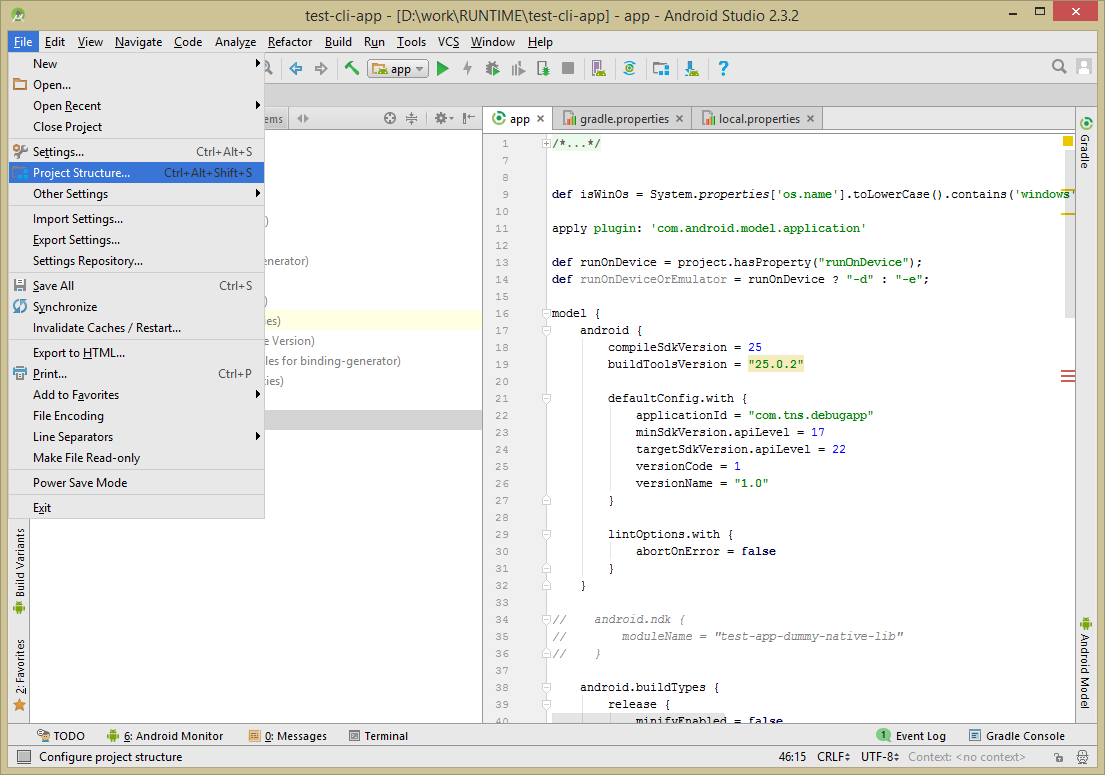 test-cli-app - [D:\work\RUNTIME\test-cli-app] - app - Android Studio 2.3.2
File Edit View Navigate Code Analyze Refactor Build Run Tools VCS Window Help
app
New
Open...
Open Recent
Close Project
Settings... Ctrl+Alt+S
Project Structure... Ctrl+Alt+Shift+S
Other Settings
Import Settings...
Export Settings...
Settings Repository...
Save All Ctrl+S
Synchronize
Invalidate Caches / Restart...
Export to HTML...
Print... Ctrl+P
Add to Favorites
File Encoding
Line Separators
Make File Read-only
Power Save Mode
Exit
ems
)
enerator)
)
es)
e Version)
les for binding-generator)
ties)
app gradle.properties local.properties
1 /*...*/
7
8
9 def isWinOs = System.properties['os.name'].toLowerCase().contains('windows'
10
11 apply plugin: 'com.android.model.application'
12
13 def runOnDevice = project.hasProperty("runOnDevice");
14 def runOnDeviceOrEmulator = runOnDevice ? "-d" : "-e";
15
16 model {
17 android {
18 compileSdkVersion = 25
19 buildToolsVersion = "25.0.2"
20
21 defaultConfig.with {
22 applicationId = "com.tns.debugapp"
23 minSdkVersion.apiLevel = 17
24 targetSdkVersion.apiLevel = 22
25 versionCode = 1
26 versionName = "1.0"
27 }
28
29 lintOptions.with {
30 abortOnError = false
31 }
32 }
33
34 // android.ndk {
35 // moduleName = "test-app-dummy-native-lib"
36 // }
37
38 android.buildTypes {
39 release {
40 minifyEnabled = false
Gradle
Android Model
Build Variants
2: Favorites
TODO 6: Android Monitor 0: Messages Terminal 1 Event Log Gradle Console
Configure project structure 46:15 CRLF UTF-8 Context: <no context>